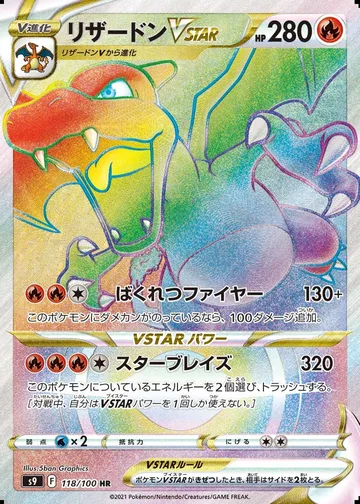 V進化
リザードンVSTAR HP280
リザードンVから進化
ばくれつファイヤー 130+
このポケモンにダメカンがのっているなら、100ダメージ追加。
VSTARパワー
スターブレイズ 320
このポケモンについているエネルギーを2個選び、トラッシュする。
[対戦中、自分はVSTARパワーを1回しか使えない。]
弱点 ×2 抵抗力 にげる
Illus. 5ban Graphics
VSTARルール
s9 F 118/100 HR
ポケモンVSTARがきぜつしたとき、相手はサイドを2枚とる。
©2021 Pokémon/Nintendo/Creatures/GAME FREAK.